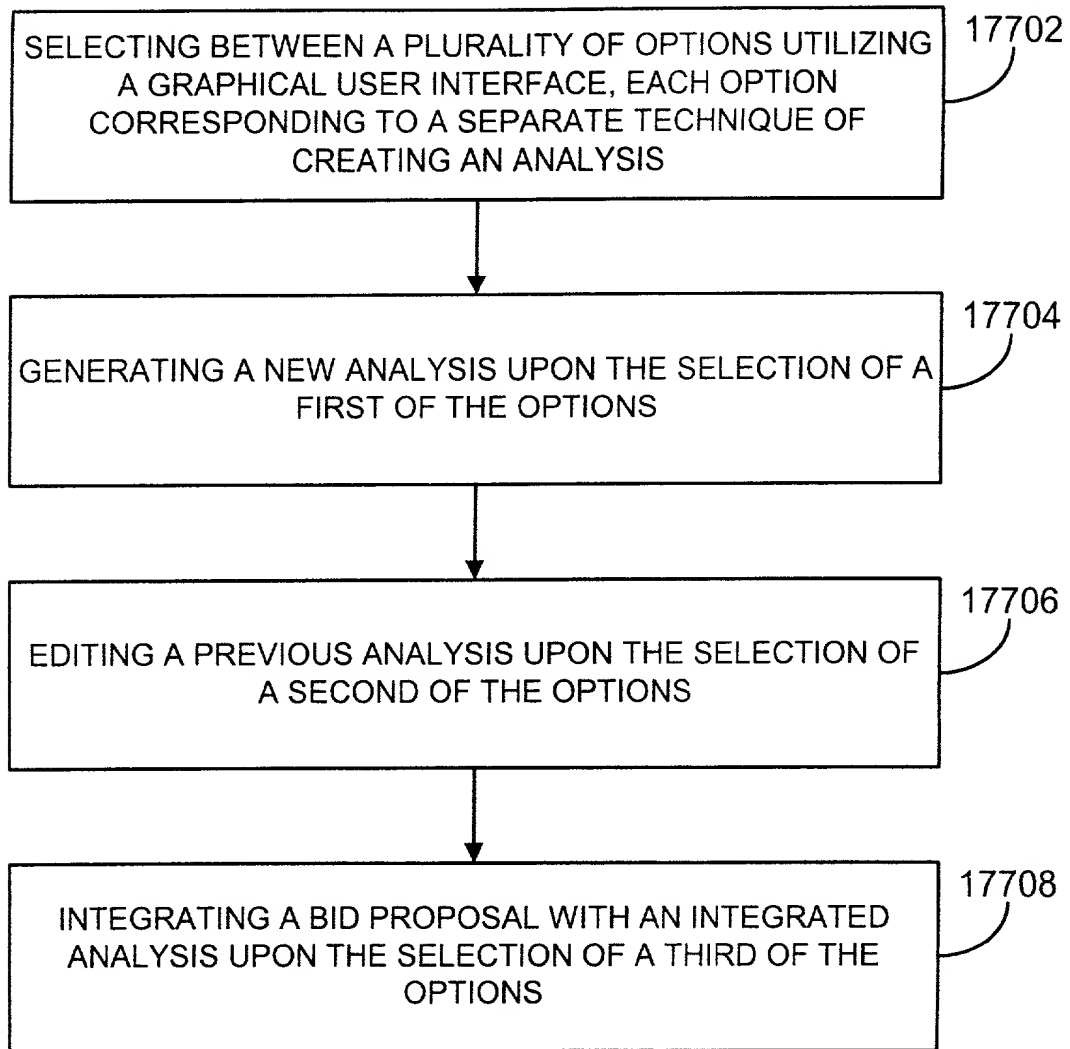 SELECTING BETWEEN A PLURALITY OF OPTIONS UTILIZING
A GRAPHICAL USER INTERFACE, EACH OPTION
CORRESPONDING TO A SEPARATE TECHNIQUE OF
CREATING AN ANALYSIS
17702
GENERATING A NEW ANALYSIS UPON THE SELECTION OF A
FIRST OF THE OPTIONS
17704
EDITING A PREVIOUS ANALYSIS UPON THE SELECTION OF
A SECOND OF THE OPTIONS
17706
INTEGRATING A BID PROPOSAL WITH AN INTEGRATED
ANALYSIS UPON THE SELECTION OF A THIRD OF THE
OPTIONS
17708